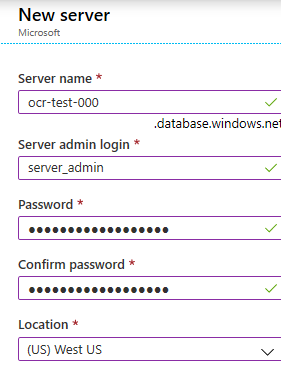 New server
Microsoft
Server name *
ocr-test-000
.database.windows.net
Server admin login *
server_admin
Password *
●●●●●●●●●●●●●●●●●●
Confirm password *
●●●●●●●●●●●●●●●●●●
Location *
(US) West US